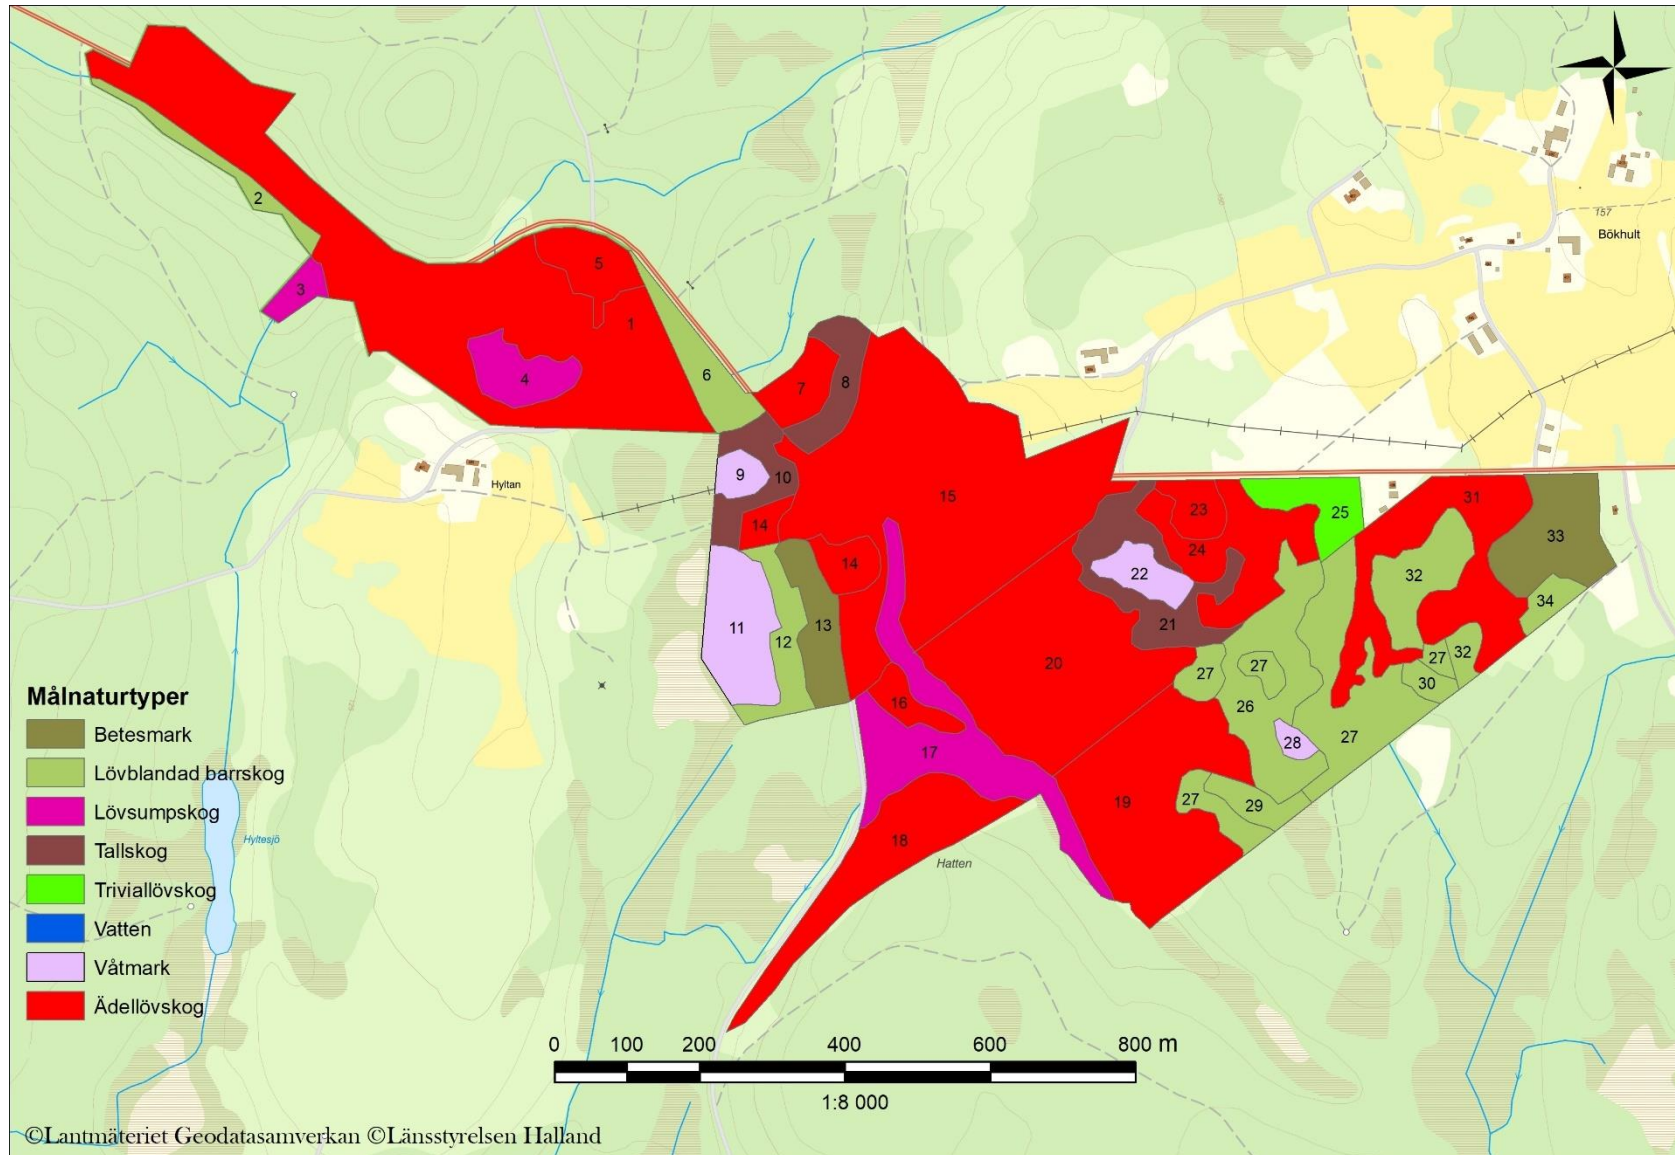 157
Bökhult
2
5
3
1
4
6
7
8
9
10
Hyltan
15
14
14
23
24
25
31
33
22
32
34
11
12
13
21
20
27
27
27
32
30
16
26
17
28
27
19
27
29
18
Hatten
Hyltesjö
Målnaturtyper
Betesmark
Lövblandad barrskog
Lövsumpskog
Tallskog
Triviallövskog
Vatten
Våtmark
Ädellövskog
0 100 200 400 600 800 m
1:8 000
©Lantmäteriet Geodatasamverkan ©Länsstyrelsen Halland